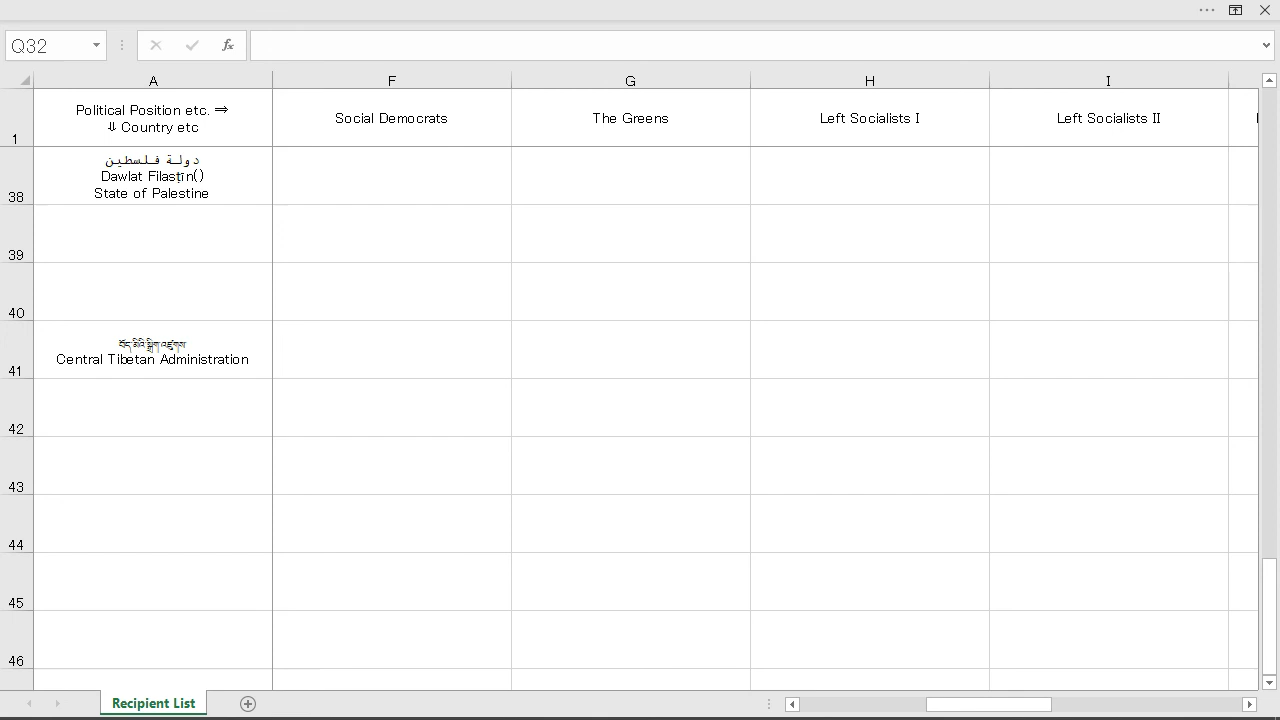 Q32
fx
A F G H I
Political Position etc. ⇒
⇓ Country etc
Social Democrats
The Greens
Left Socialists I
Left Socialists II
1
دولة فلسطين
Dawlat Filasṭīn()
State of Palestine
38
39
40
བོད་མིའི་སྒྲིག་འཛུགས
Central Tibetan Administration
41
42
43
44
45
46
Recipient List